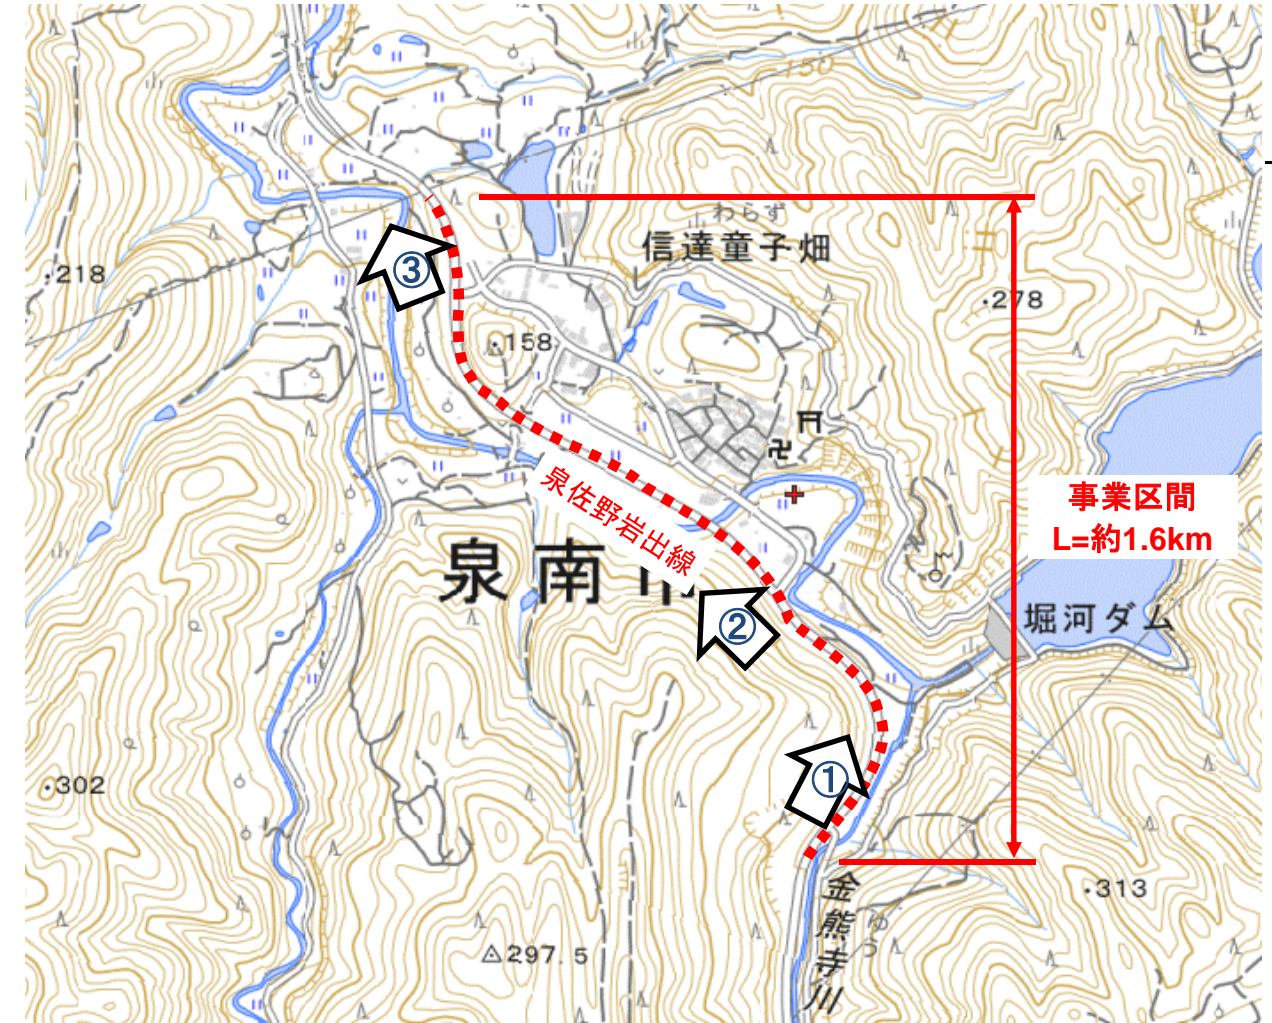 150
わらず
信達童子畑
218
③
278
158
事業区間
L=約1.6km
泉佐野岩出線
泉南市
堀河ダム
②
①
302
313
金熊寺川
ゆう
297.5